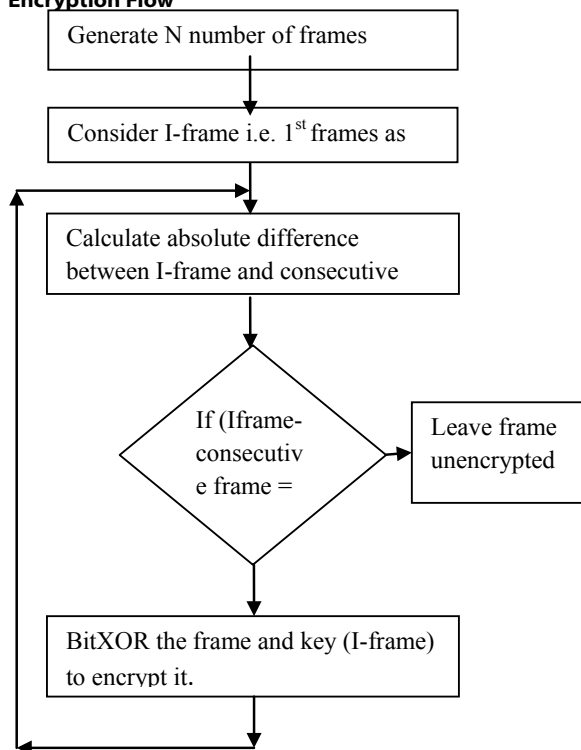 Encryption Flow
Generate N number of frames
Consider I-frame i.e. 1st frames as
Calculate absolute difference
between I-frame and consecutive
If (Iframe-
consecutiv
e frame =
Leave frame
unencrypted
BitXOR the frame and key (I-frame)
to encrypt it.